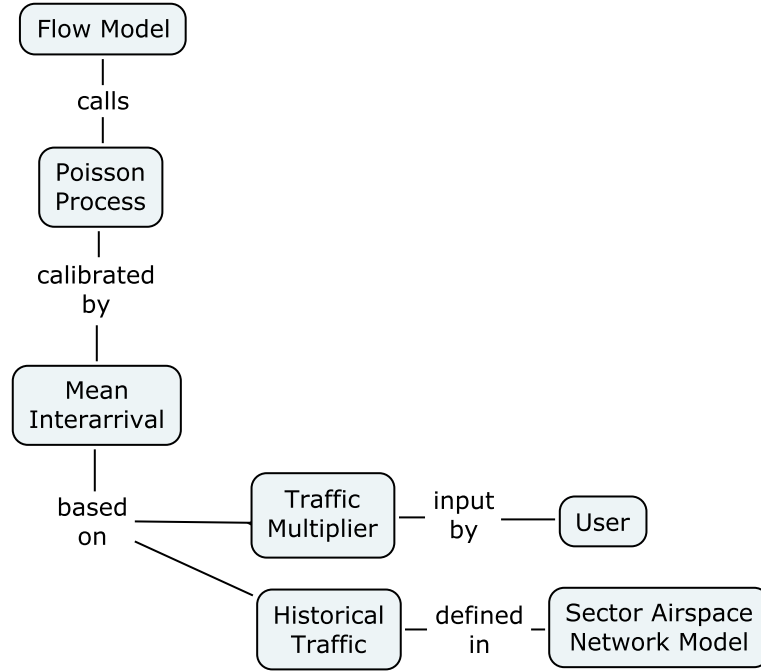 Flow Model
calls
Poisson
Process
calibrated
by
Mean
Interarrival
based
on
Traffic
Multiplier
input
by
User
Historical
Traffic
defined
in
Sector Airspace
Network Model